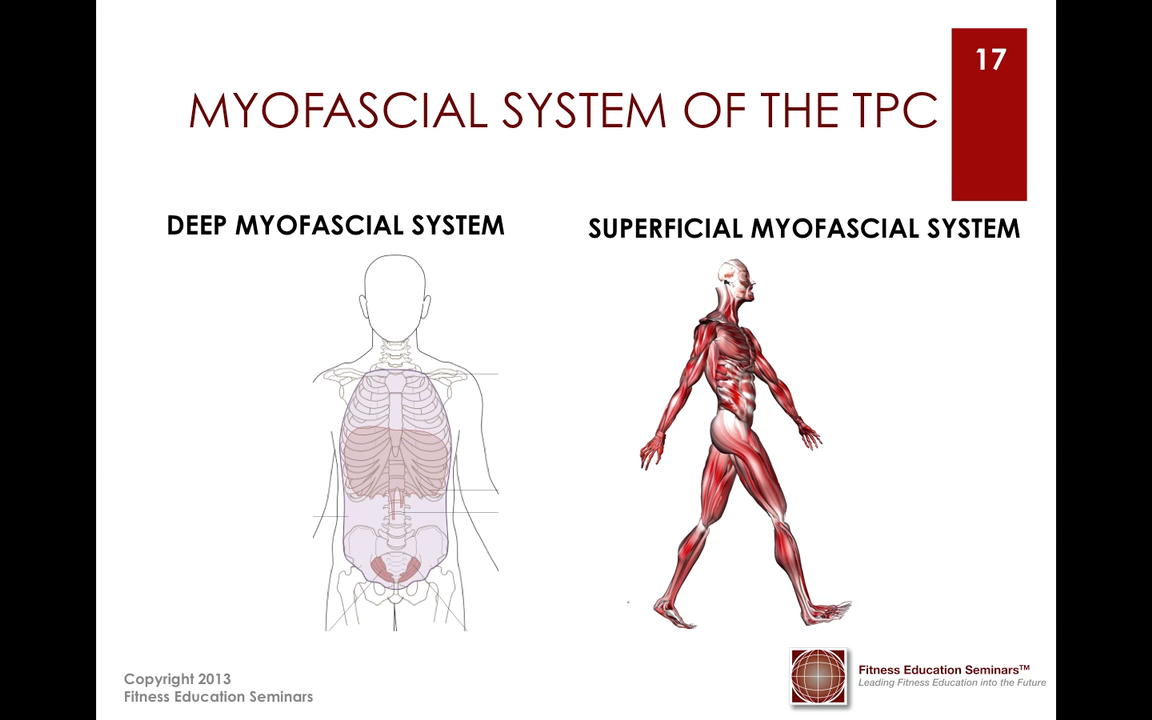 17
MYOFASCIAL SYSTEM OF THE TPC
DEEP MYOFASCIAL SYSTEM
SUPERFICIAL MYOFASCIAL SYSTEM
Copyright 2013
Fitness Education Seminars
Fitness Education Seminars™
Leading Fitness Education into the Future